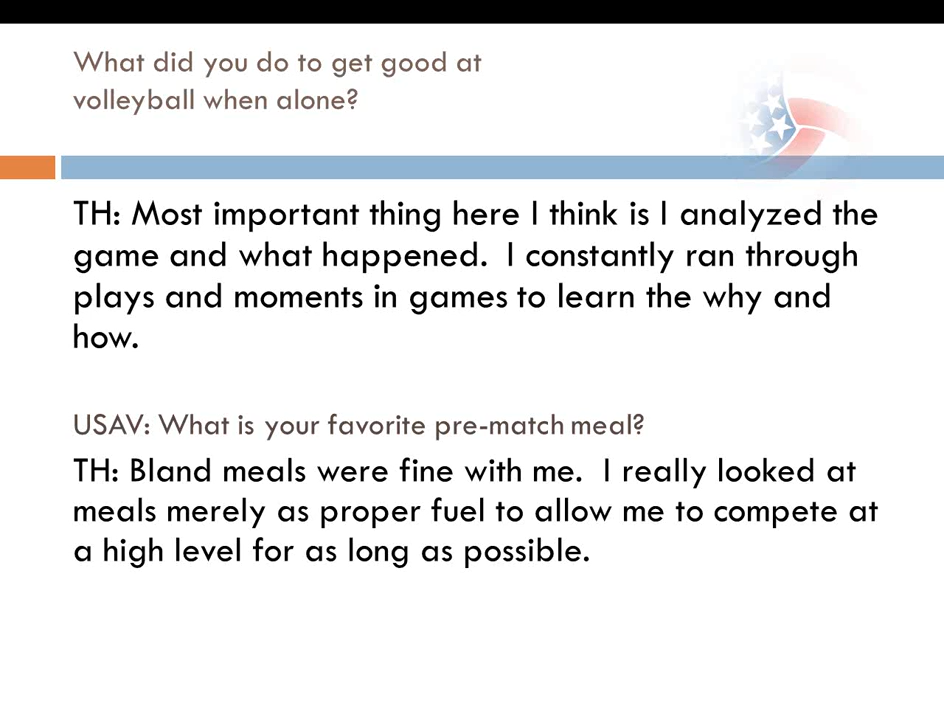 What did you do to get good at
volleyball when alone?
TH: Most important thing here I think is I analyzed the
game and what happened.  I constantly ran through
plays and moments in games to learn the why and
how.
USAV: What is your favorite pre-match meal?
TH: Bland meals were fine with me.  I really looked at
meals merely as proper fuel to allow me to compete at
a high level for as long as possible.